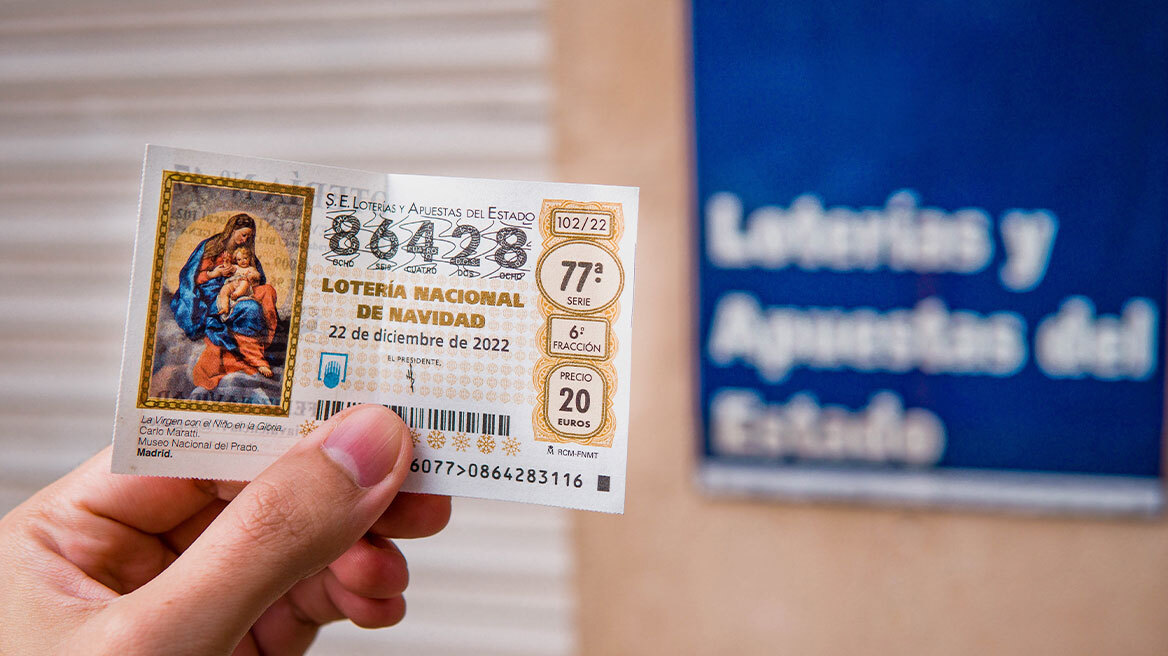 S.E. LOTERÍAS Y APUESTAS DEL ESTADO
86428
OCHO SEIS CUATRO DOS OCHO
LOTERÍA NACIONAL
DE NAVIDAD
22 de diciembre de 2022
EL PRESIDENTE,
La Virgen con el Niño en la Gloria.
Carlo Maratti.
Museo Nacional del Prado.
Madrid.
102/22
77ª
SERIE
6ª
FRACCIÓN
PRECIO
20
EUROS
RCM-FNMT
6077>0864283116
Loterías y
Apuestas del
Estado